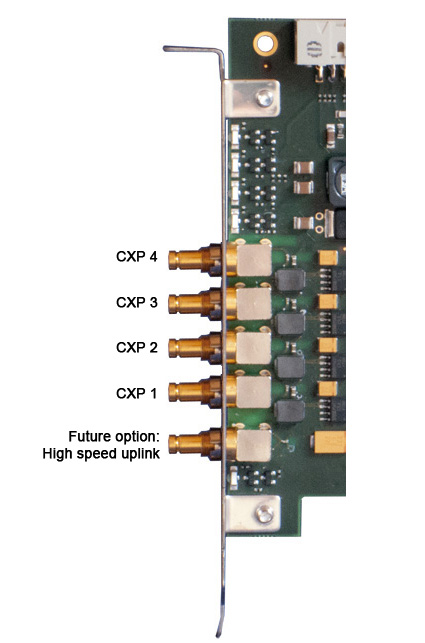 CXP 4
CXP 3
CXP 2
CXP 1
Future option:
High speed uplink